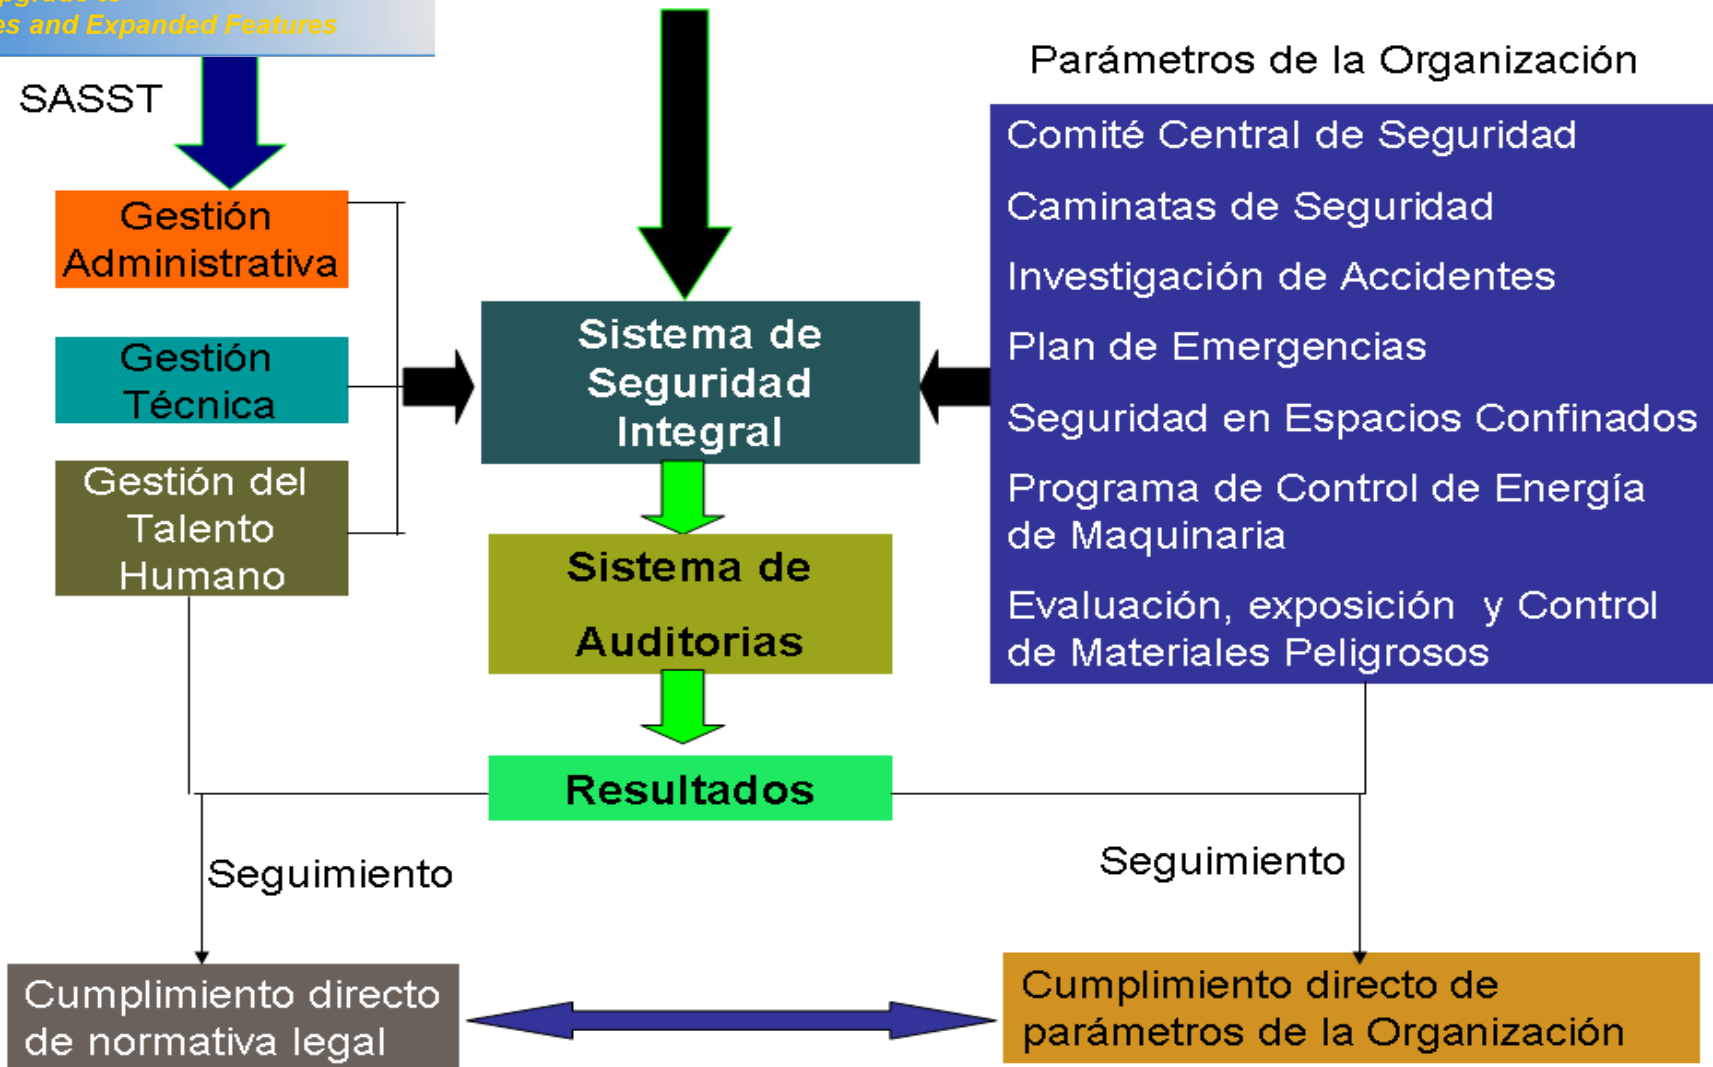 es and Expanded Features
SASST
Gestión
Administrativa
Gestión
Técnica
Gestión del
Talento
Humano
Sistema de
Seguridad
Integral
Sistema de
Auditorias
Resultados
Parámetros de la Organización
Comité Central de Seguridad
Caminatas de Seguridad
Investigación de Accidentes
Plan de Emergencias
Seguridad en Espacios Confinados
Programa de Control de Energía
de Maquinaria
Evaluación, exposición y Control
de Materiales Peligrosos
Seguimiento
Seguimiento
Cumplimiento directo
de normativa legal
Cumplimiento directo de
parámetros de la Organización